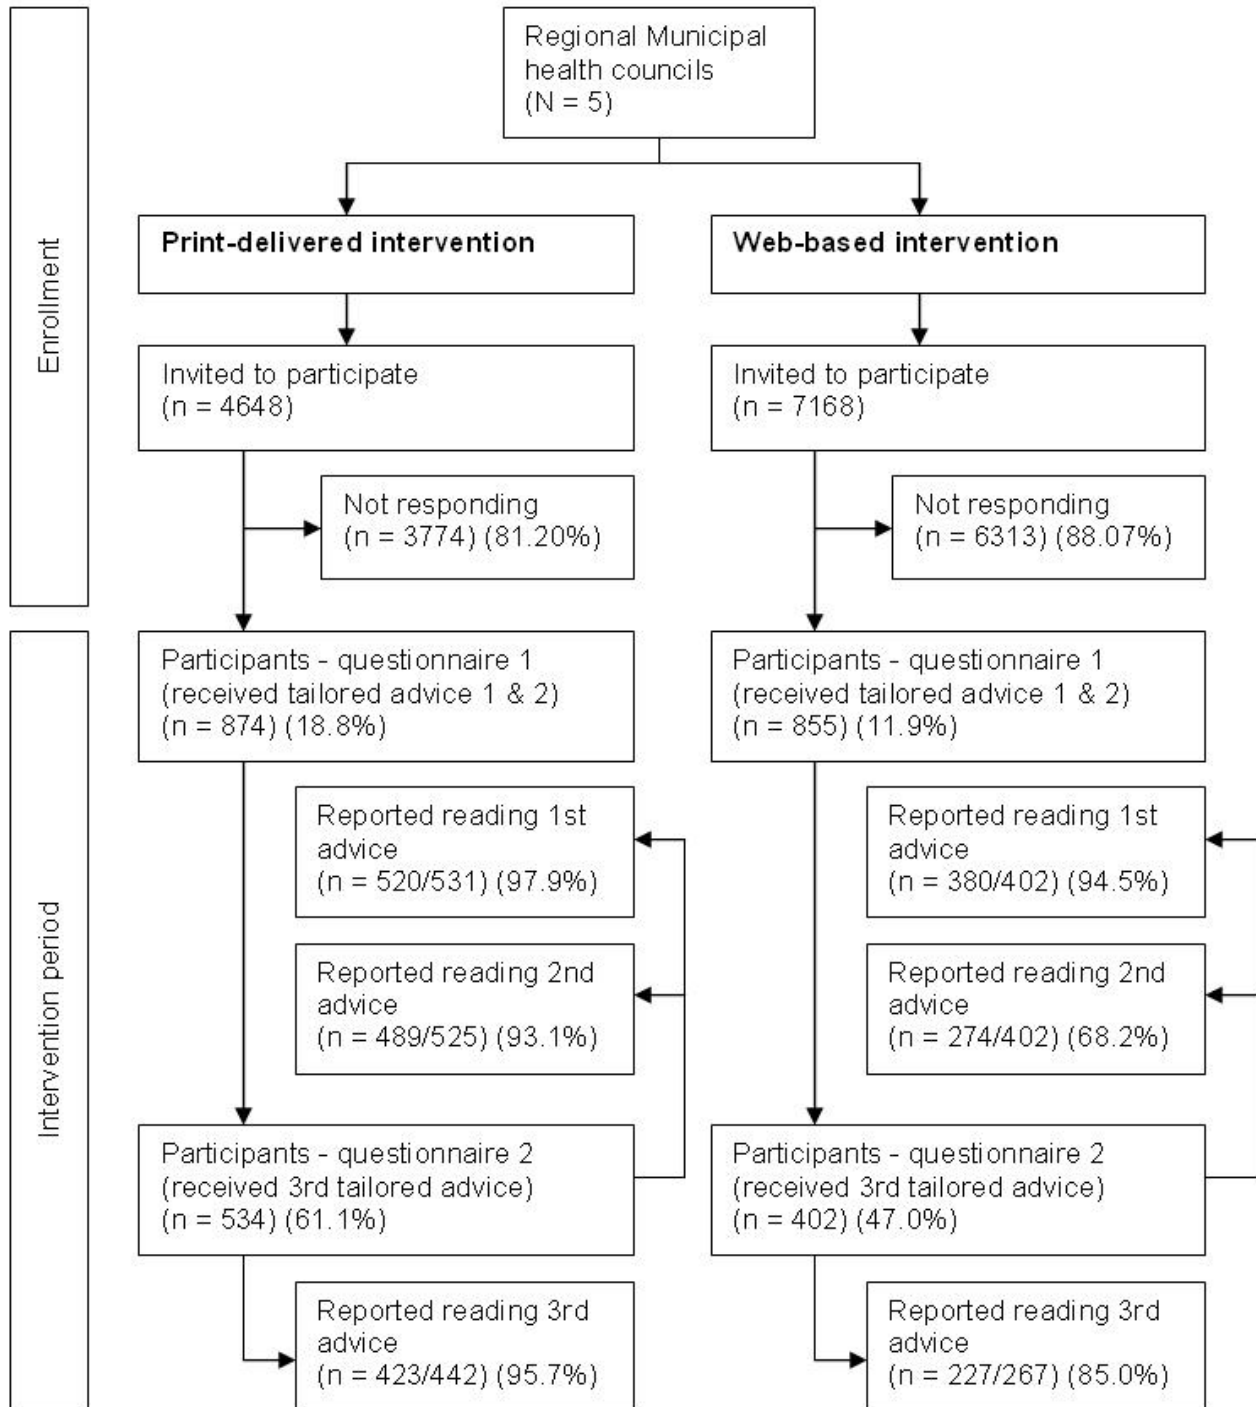 Regional Municipal
health councils
(N = 5)
Enrollment
Print-delivered intervention
Web-based intervention
Invited to participate
(n = 4648)
Invited to participate
(n = 7168)
Not responding
(n = 3774) (81.20%)
Not responding
(n = 6313) (88.07%)
Intervention period
Participants - questionnaire 1
(received tailored advice 1 & 2)
(n = 874) (18.8%)
Participants - questionnaire 1
(received tailored advice 1 & 2)
(n = 855) (11.9%)
Reported reading 1st
advice
(n = 520/531) (97.9%)
Reported reading 1st
advice
(n = 380/402) (94.5%)
Reported reading 2nd
advice
(n = 489/525) (93.1%)
Reported reading 2nd
advice
(n = 274/402) (68.2%)
Participants - questionnaire 2
(received 3rd tailored advice)
(n = 534) (61.1%)
Participants - questionnaire 2
(received 3rd tailored advice)
(n = 402) (47.0%)
Reported reading 3rd
advice
(n = 423/442) (95.7%)
Reported reading 3rd
advice
(n = 227/267) (85.0%)